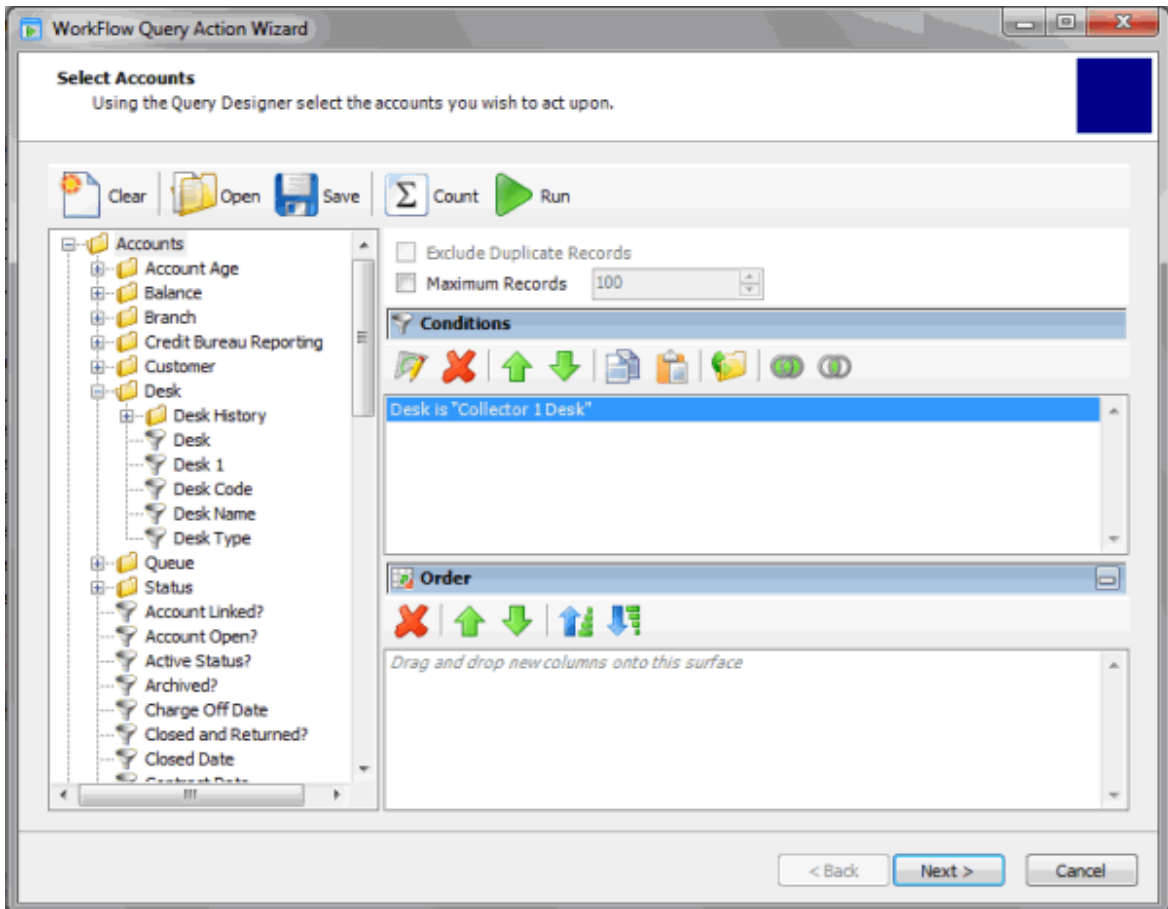 WorkFlow Query Action Wizard
Select Accounts
Using the Query Designer select the accounts you wish to act upon.
Clear Open Save Σ Count Run
Accounts
Account Age
Balance
Branch
Credit Bureau Reporting
Customer
Desk
Desk History
Desk
Desk 1
Desk Code
Desk Name
Desk Type
Queue
Status
Account Linked?
Account Open?
Active Status?
Archived?
Charge Off Date
Closed and Returned?
Closed Date
Exclude Duplicate Records
Maximum Records 100
Conditions
Desk is "Collector 1 Desk"
Order
Drag and drop new columns onto this surface
< Back Next > Cancel